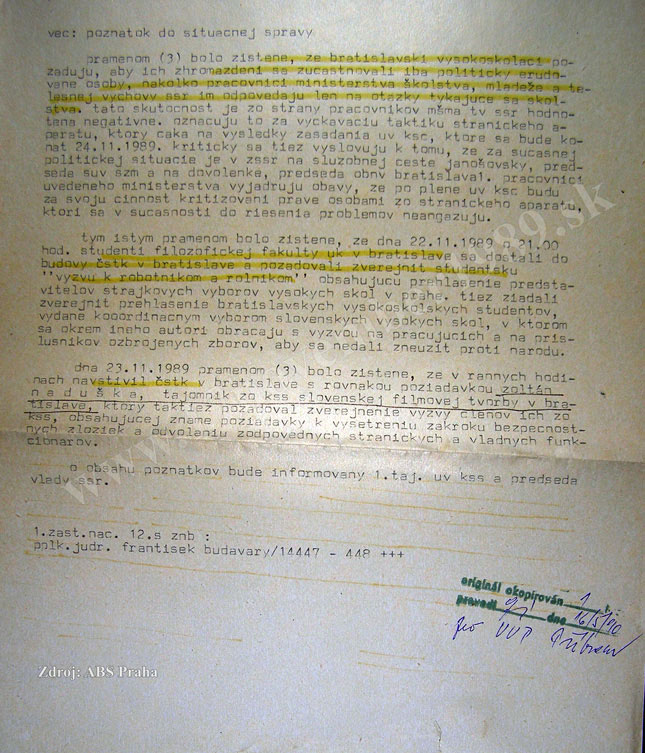 vec: poznatok do situacnej spravy
pramenom (3) bolo zistene, ze bratislavski vysokoskolaci po-
zaduju, aby ich zhromazdeni sa zucastnovali iba politicky erudo-
vane osoby, nakolko pracovnici ministerstva školstva, mladeže a te-
lesnej vychovy ssr im odpovedaju len na otazky tykajuce sa skol-
stva. tato skutocnost je zo strany pracovnikov mšma tv ssr hodno-
tena negativne. oznacuju to za vyckavaciu taktiku stranickeho a-
peratu, ktory caka na vysledky zasadania uv ksc, ktore sa bude ko-
nat 24.11.1989. kriticky sa tiez vyslovuju k tomu, ze za sucasnej
politickej situacie je v zssr na sluzobnej ceste janošovsky, pred-
seda suv szm a na dovolenke, predseda obnv bratislava1. pracovnici
uvedeneho ministerstva vyjadruju obavy, ze po plene uv ksc budu
za svoju cinnost kritizovani prave osobami zo stranickeho aparatu,
ktori sa v sucasnosti do riesenia problemov neangazuju.
tym istym pramenom bolo zistene, ze dna 22.11.1989 o 21.00
hod. studenti filozofickej fakulty uk v bratislave sa dostali do
budovy čstk v bratislave a pozadovali zverejnit studentsku
''vyzvu k robotnikom a rolnikom'' obsahujucu prehlasenie predsta-
vitelov strajkovych vyborov vysokych skol v prahe. tiez ziadali
zverejnit prehlasenie bratislavskych vysokoskolskych studentov,
vydane kooordinacnym vyborom slovenskych vysokych skol, v ktorom
sa okrem ineho autori obracaju s vyzvou na pracujucich a na pris-
lusnikov ozbrojenych zborov, aby sa nedali zneuzit proti narodu.
dna 23.11.1989 pramenom (3) bolo zistene, ze v rannych hodi-
nach navstivil čstk v bratislave s rovnakou poziadavkou zoltán
n a d u š k a, tajomnik zo kss slovenskej filmovej tvorby v bra-
tislave, ktory taktiez pozadoval zverejnenie vyzvy clenov ich zo
kss, obsahujucej zname poziadavky k vysetreniu zakroku bezpecnost-
nych zloziek a odvolaniu zodpovednych stranickych a vladnych funk-
cionarov.
o obsahu poznatkov bude informovany 1.taj. uv kss a predseda
vlady ssr.
1.zast.nac. 12.s znb :
polk.judr. frantisek budavary/14447 - 448 +++
originál okopírován 1
provedl dne 16/5/90
pro VVP Příbram
Zdroj: ABS Praha